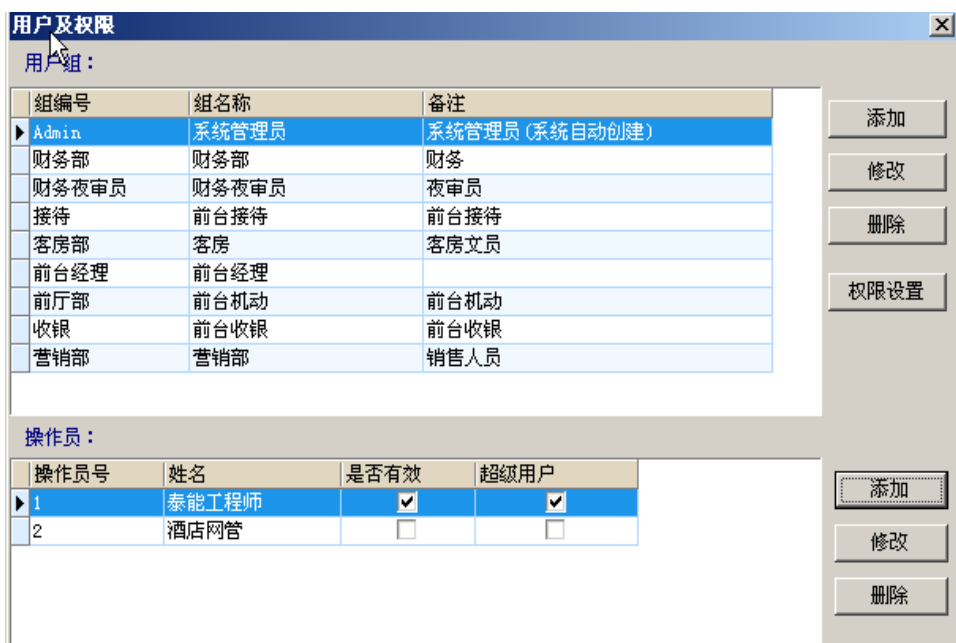 用户及权限
用户组：
组编号 组名称 备注
Admin 系统管理员 系统管理员(系统自动创建)
财务部 财务部 财务
财务夜审员 财务夜审员 夜审员
接待 前台接待 前台接待
客房部 客房 客房文员
前台经理 前台经理
前厅部 前台机动 前台机动
收银 前台收银 前台收银
营销部 营销部 销售人员
添加
修改
删除
权限设置
操作员：
操作员号 姓名 是否有效 超级用户
1 泰能工程师
2 酒店网管
添加
修改
删除